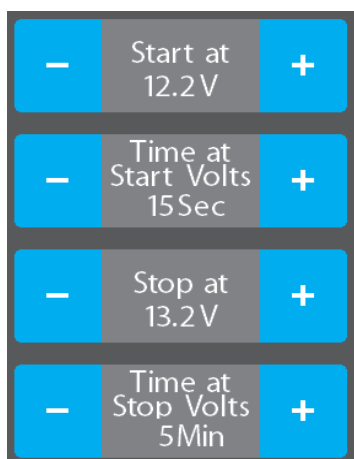 − Start at +
12.2V
− Time at +
Start Volts
15Sec
− Stop at +
13.2V
− Time at +
Stop Volts
5Min